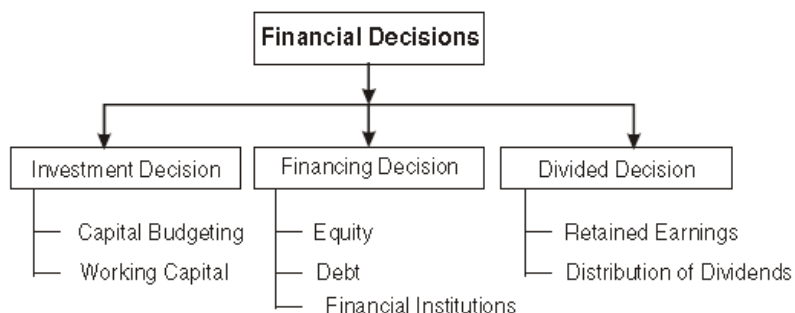 Financial Decisions
Investment Decision
Financing Decision
Divided Decision
Capital Budgeting
Working Capital
Equity
Debt
Financial Institutions
Retained Earnings
Distribution of Dividends